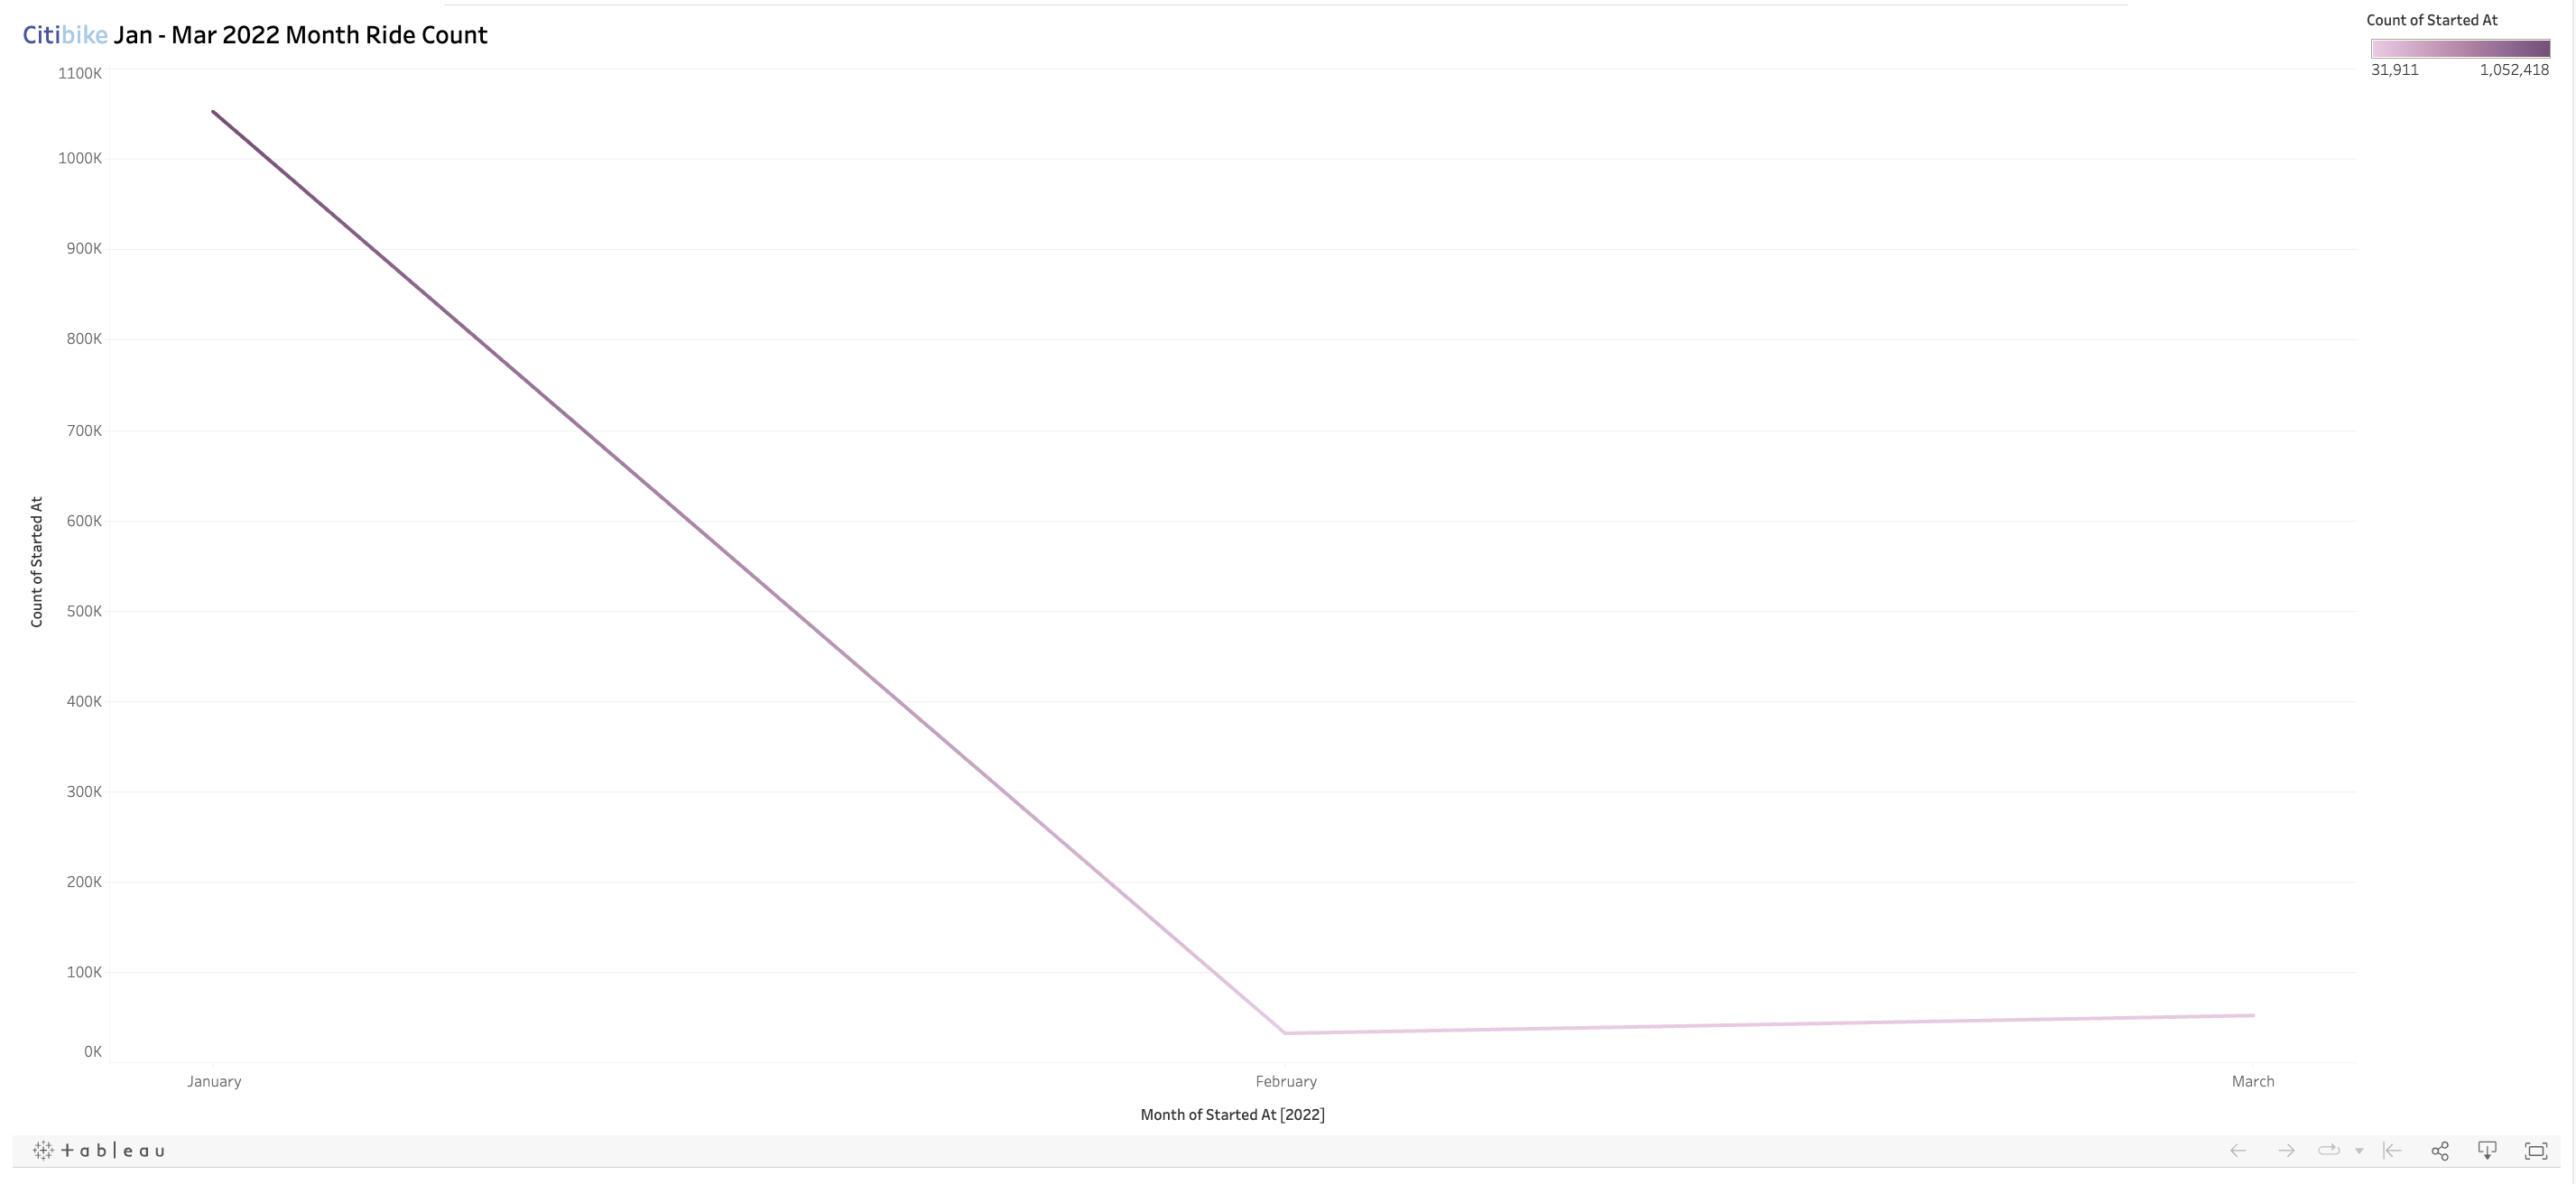 Citibike Jan - Mar 2022 Month Ride Count
Count of Started At
31,911 1,052,418
1100K
1000K
900K
800K
700K
600K
500K
400K
300K
200K
100K
0K
Count of Started At
January February March
Month of Started At [2022]
+ableau